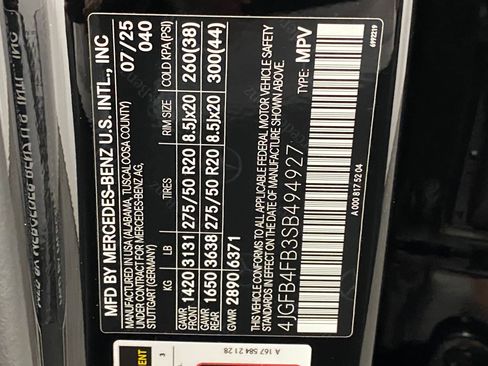 MFD BY MERCEDES-BENZ U.S. INTL., INC
MANUFACTURED IN USA (ALABAMA, TUSCALOOSA COUNTY) 07/25
UNDER CONTRACT FOR MERCEDES-BENZ AG, 040
STUTTGART (GERMANY)
KG LB TIRES RIM SIZE COLD KPA (PSI)
GAWR FRONT 1420 3131 275/50 R20 8.5Jx20 260(38)
GAWR REAR 1650 3638 275/50 R20 8.5Jx20 300(44)
GVWR 2890 6371
THIS VEHICLE CONFORMS TO ALL APPLICABLE FEDERAL MOTOR VEHICLE SAFETY
STANDARDS IN EFFECT ON THE DATE OF MANUFACTURE SHOWN ABOVE.
4JGFB4FB3SB494927 TYPE: MPV
A 000 817 52 04
6992219
A 167 584 21 28
3